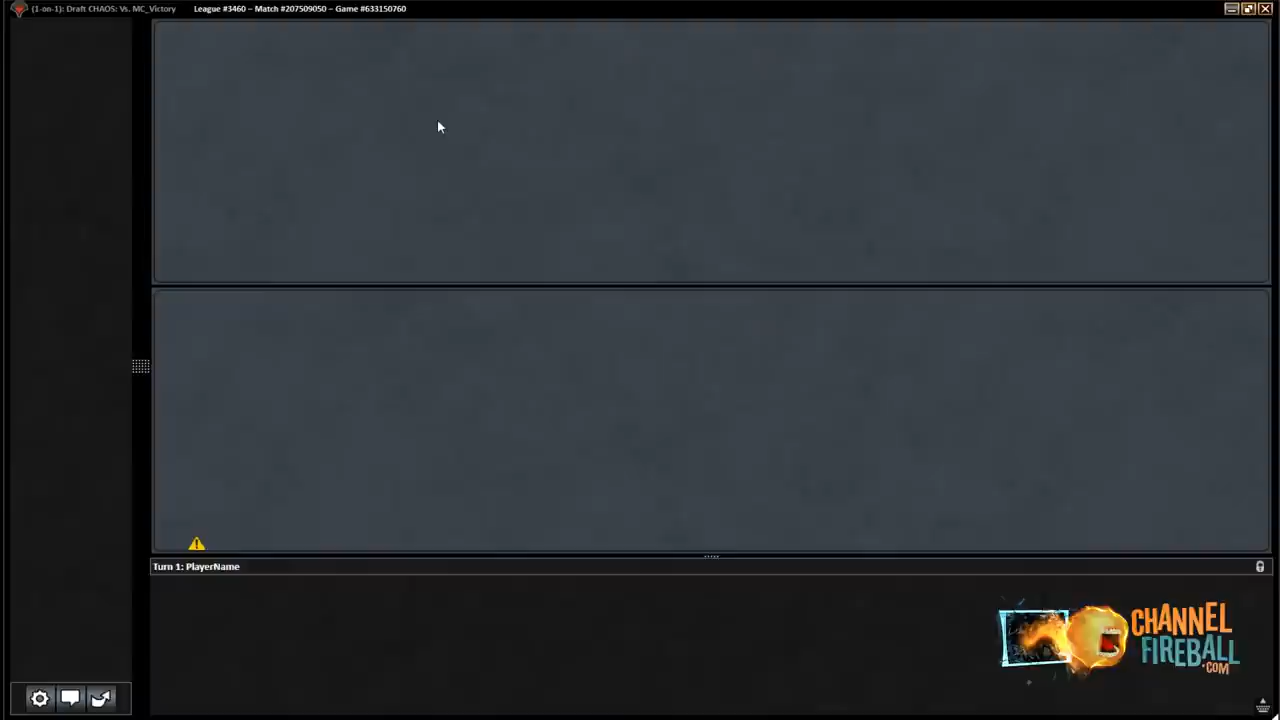 (1-on-1): Draft CHAOS: Vs. MC_Victory League #3460 – Match #207509050 – Game #633150760
Turn 1: PlayerName
CHANNEL
FIREBALL
.COM